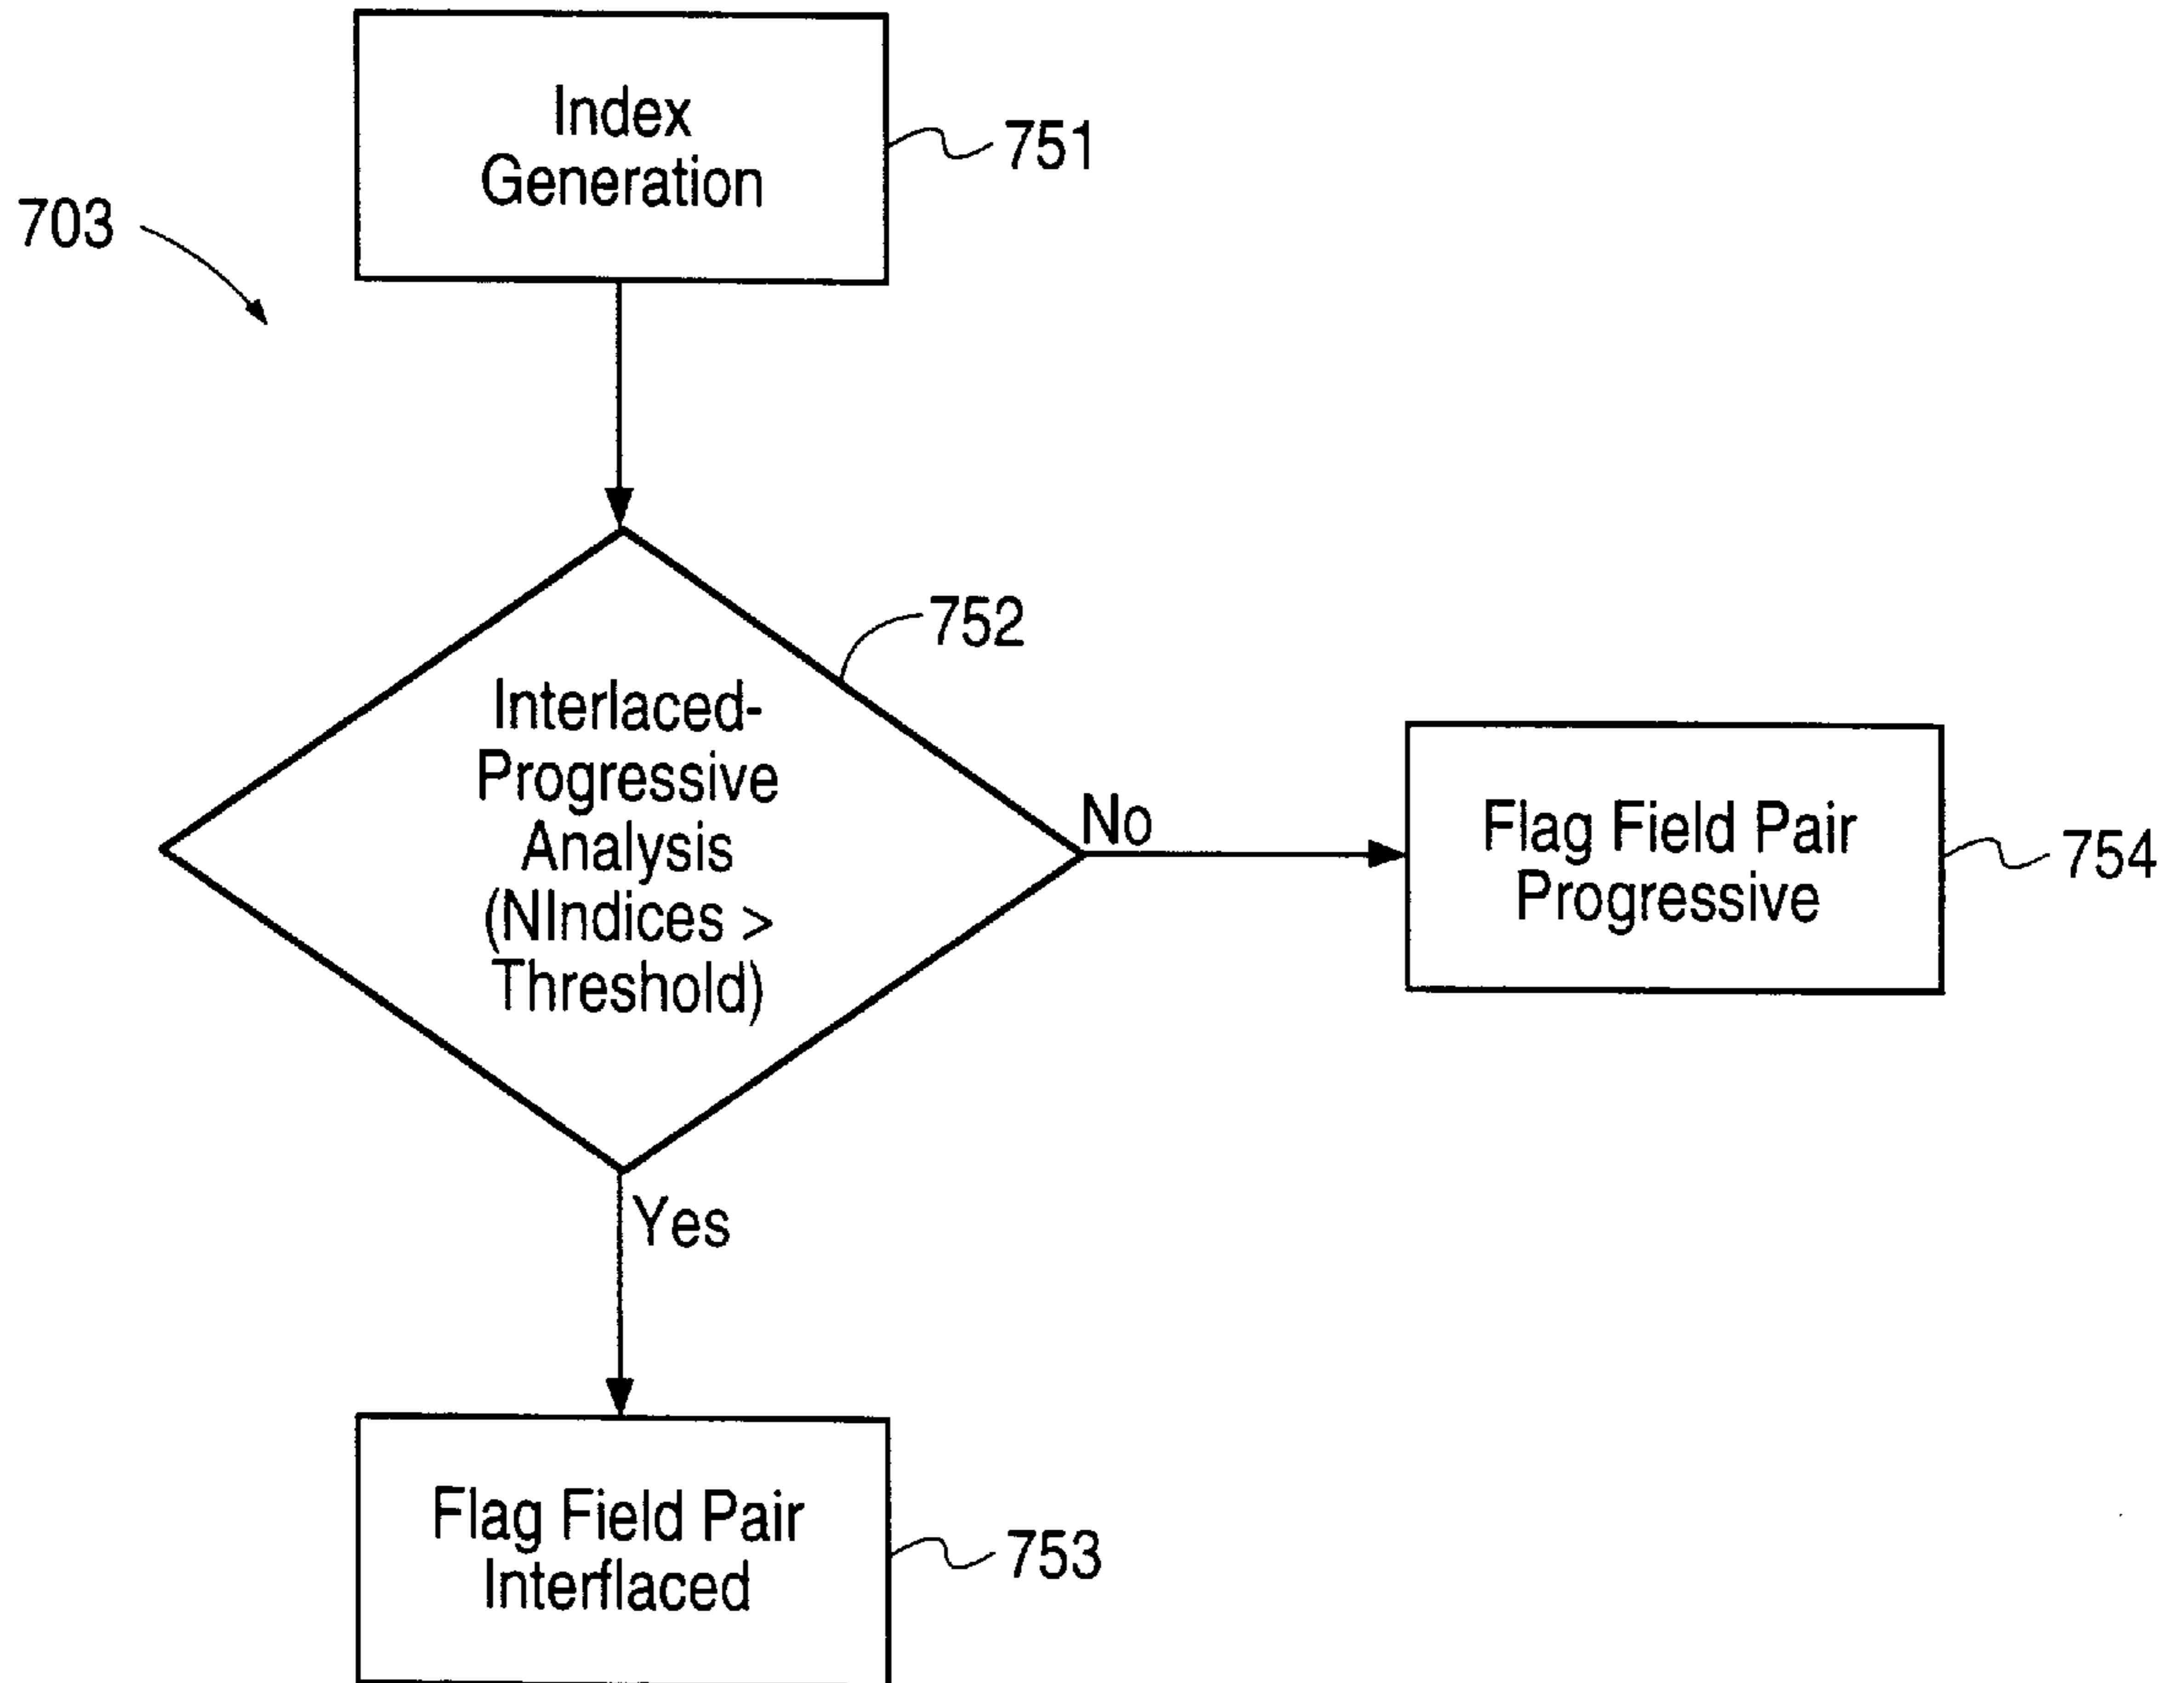 Index
Generation
751
703
752
Interlaced-
Progressive
Analysis
(NIndices >
Threshold)
No
Flag Field Pair
Progressive
754
Yes
Flag Field Pair
Interflaced
753